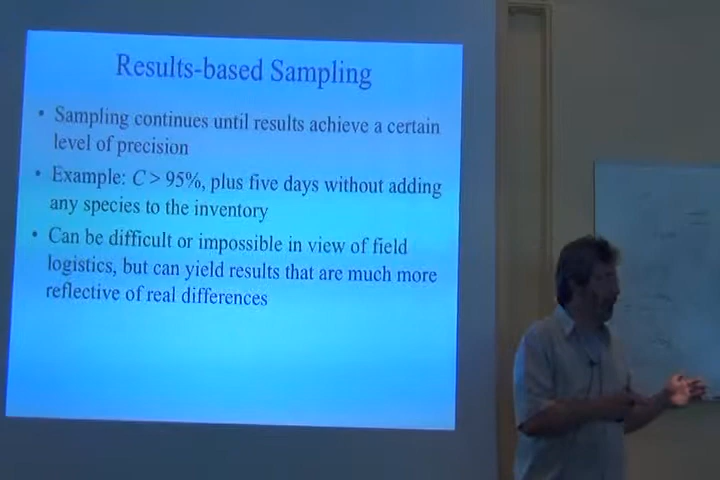 Results-based Sampling
• Sampling continues until results achieve a certain
level of precision
• Example: C > 95%, plus five days without adding
any species to the inventory
• Can be difficult or impossible in view of field
logistics, but can yield results that are much more
reflective of real differences